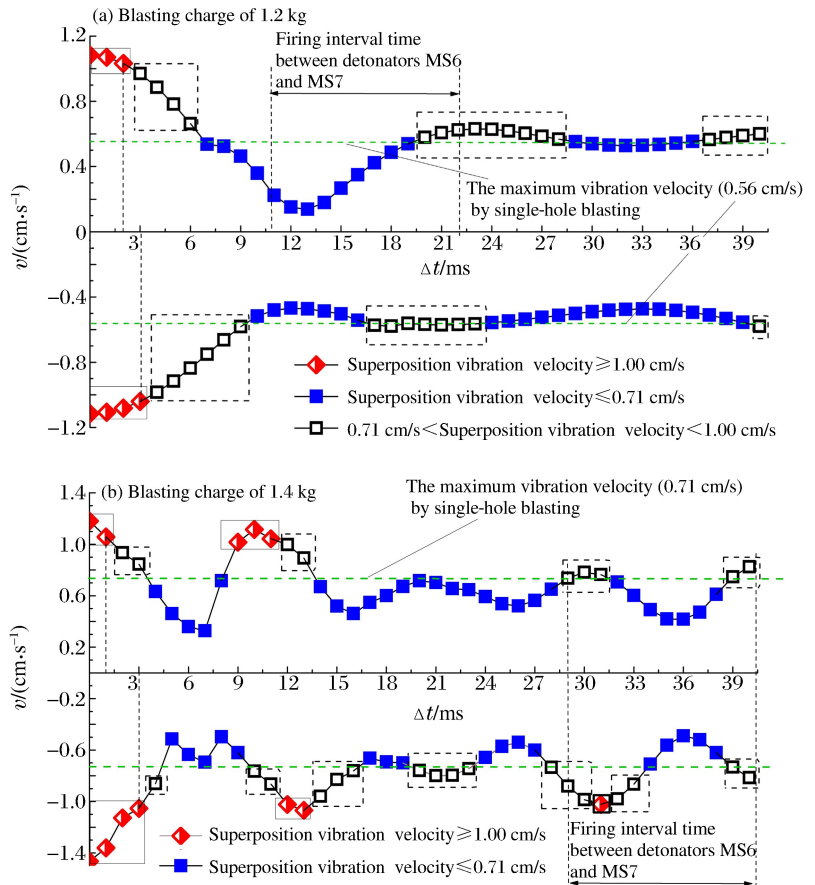 (a) Blasting charge of 1.2 kg
Firing interval time
between detonators MS6
and MS7
The maximum vibration velocity (0.56 cm/s)
by single-hole blasting
1.2
0.8
0.4
0
−0.4
−0.8
−1.2
v/(cm·s⁻¹)
3 6 9 12 15 18 21 24 27 30 33 36 39
Δt/ms
Superposition vibration velocity≥1.00 cm/s
Superposition vibration velocity≤0.71 cm/s
0.71 cm/s<Superposition vibration velocity<1.00 cm/s
(b) Blasting charge of 1.4 kg
The maximum vibration velocity (0.71 cm/s)
by single-hole blasting
1.4
1.0
0.6
0.2
−0.2
−0.6
−1.0
−1.4
v/(cm·s⁻¹)
3 6 9 12 15 18 21 24 27 30 33 36 39
Δt/ms
Superposition vibration velocity≥1.00 cm/s
Superposition vibration velocity≤0.71 cm/s
Firing interval time
between detonators MS6
and MS7